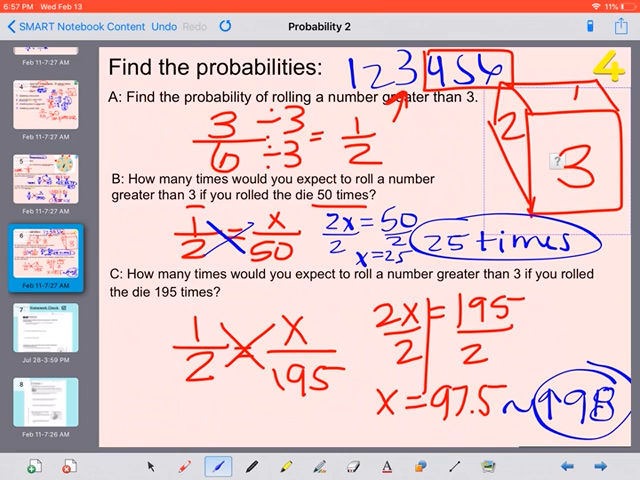 6:57 PM Wed Feb 13
11%
SMART Notebook Content Undo Redo
Probability 2
Feb 11-7:27 AM
4
Feb 11-7:27 AM
5
Feb 11-7:27 AM
6
Feb 11-7:27 AM
7
Jul 28-3:59 PM
8
Feb 11-7:26 AM
Find the probabilities: 1 2 3 4 5 6
4
A: Find the probability of rolling a number greater than 3.
3/6 ÷3/÷3 = 1/2
1
2
?
3
B: How many times would you expect to roll a number
greater than 3 if you rolled the die 50 times?
1/2 = x/50
2x/2 = 50/2
x=25
25 times
C: How many times would you expect to roll a number greater than 3 if you rolled
the die 195 times?
1/2 = x/195
2x/2 = 195/2
x = 97.5 ~ 98
A